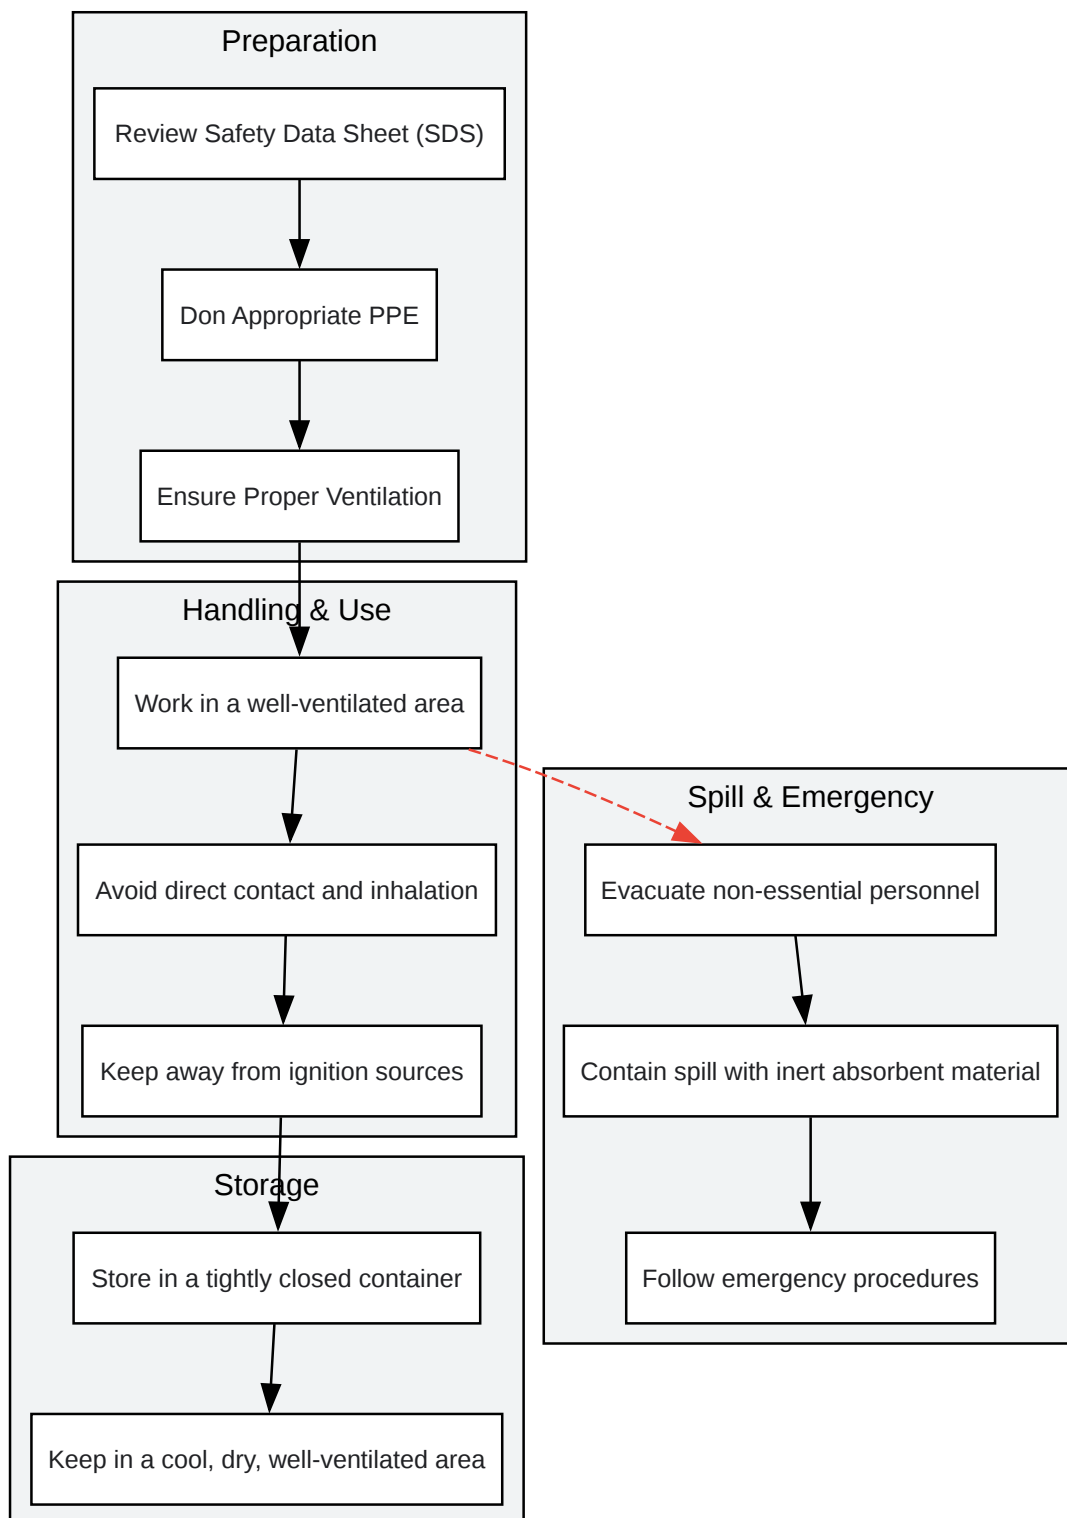 Preparation
Review Safety Data Sheet (SDS)
Don Appropriate PPE
Ensure Proper Ventilation
Handling & Use
Work in a well-ventilated area
Avoid direct contact and inhalation
Keep away from ignition sources
Storage
Store in a tightly closed container
Keep in a cool, dry, well-ventilated area
Spill & Emergency
Evacuate non-essential personnel
Contain spill with inert absorbent material
Follow emergency procedures